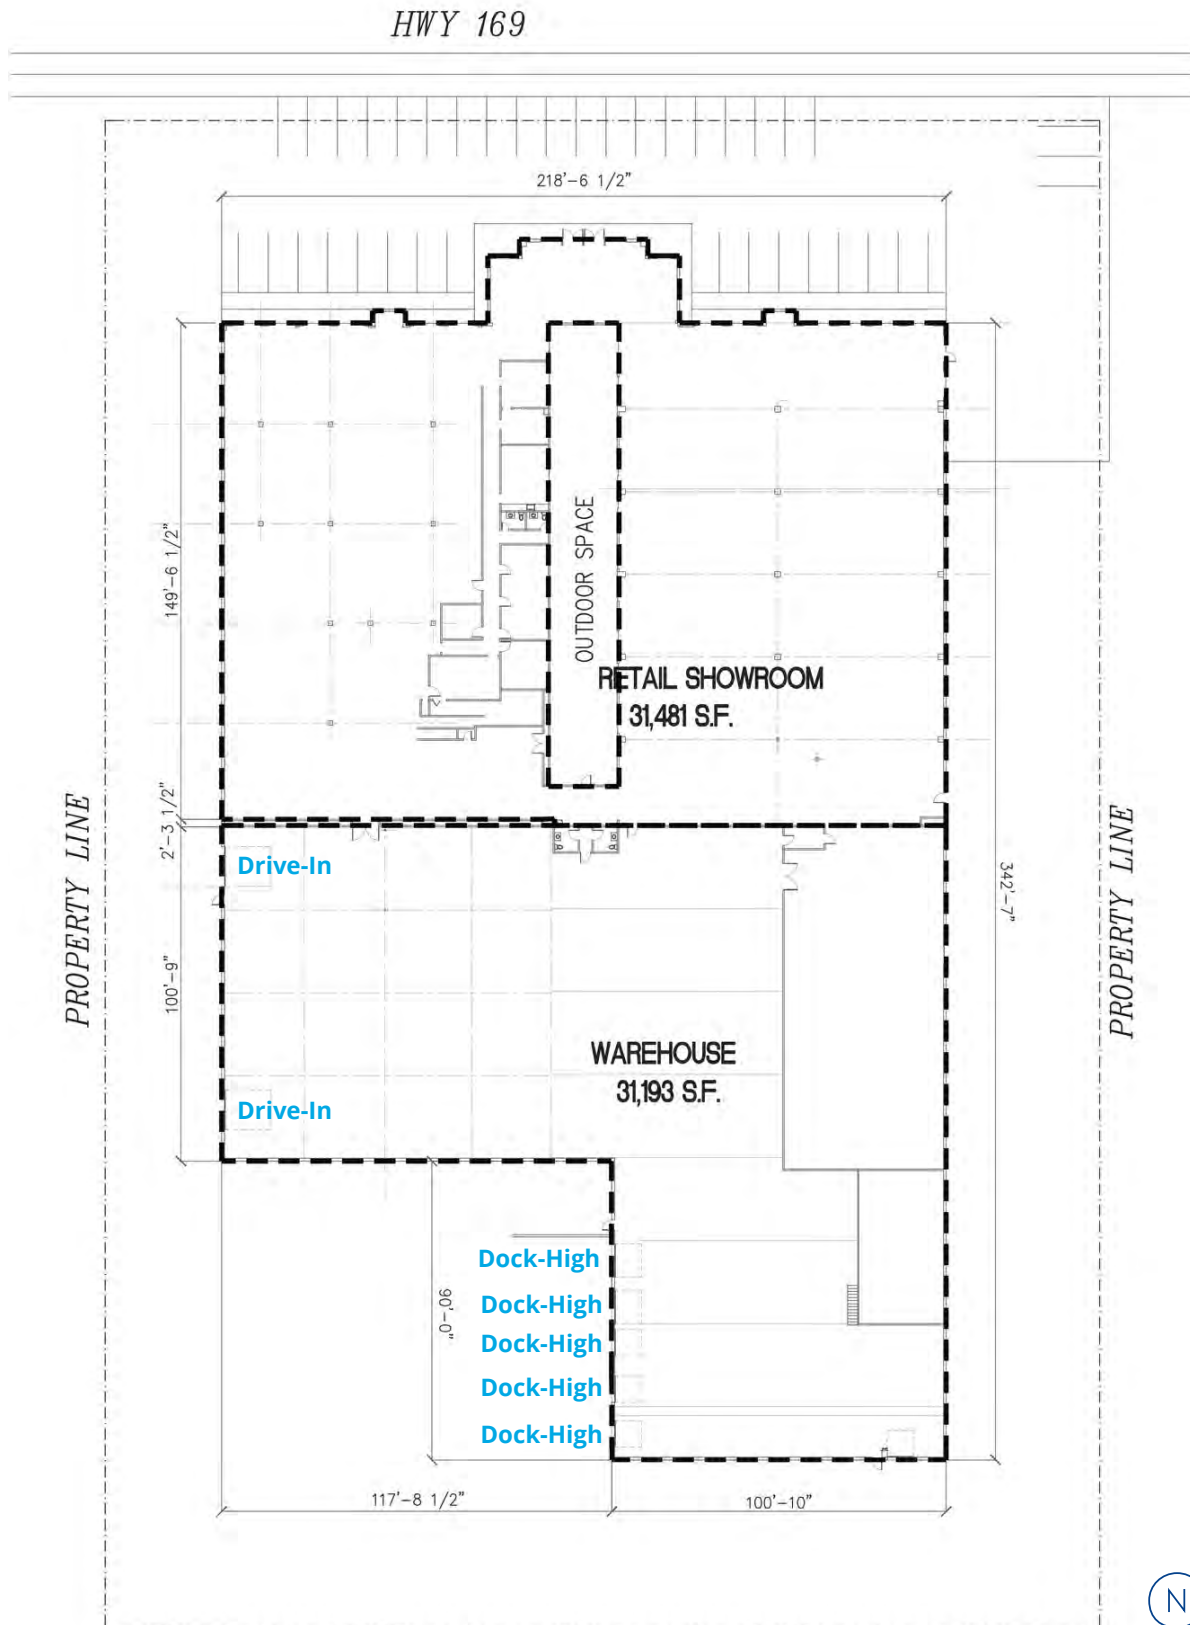 HWY 169
218'-6 1/2"
149'-6 1/2"
OUTDOOR SPACE
RETAIL SHOWROOM
31,481 S.F.
2'-3 1/2"
PROPERTY LINE
PROPERTY LINE
Drive-In
342'-7"
100'-9"
WAREHOUSE
31,193 S.F.
Drive-In
Dock-High
Dock-High
90'-0"
Dock-High
Dock-High
Dock-High
117'-8 1/2"
100'-10"
N